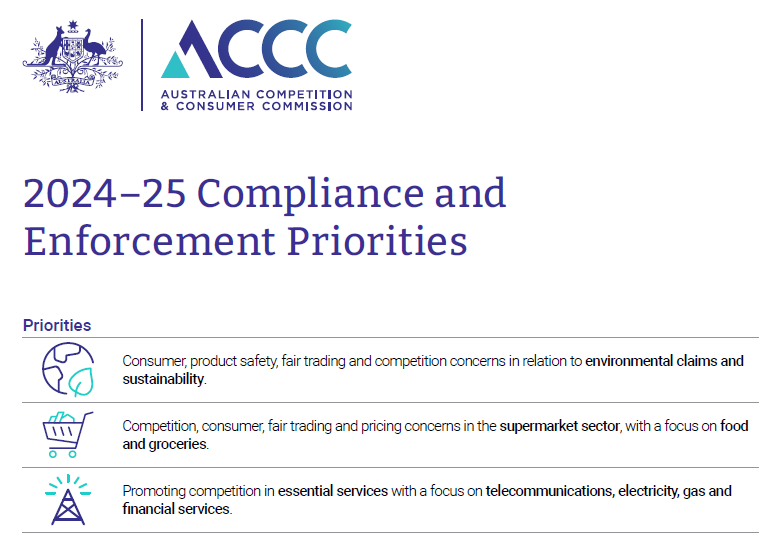 AUSTRALIA
ACCC
AUSTRALIAN COMPETITION
& CONSUMER COMMISSION
2024–25 Compliance and
Enforcement Priorities
Priorities
Consumer, product safety, fair trading and competition concerns in relation to environmental claims and
sustainability.
Competition, consumer, fair trading and pricing concerns in the supermarket sector, with a focus on food
and groceries.
Promoting competition in essential services with a focus on telecommunications, electricity, gas and
financial services.